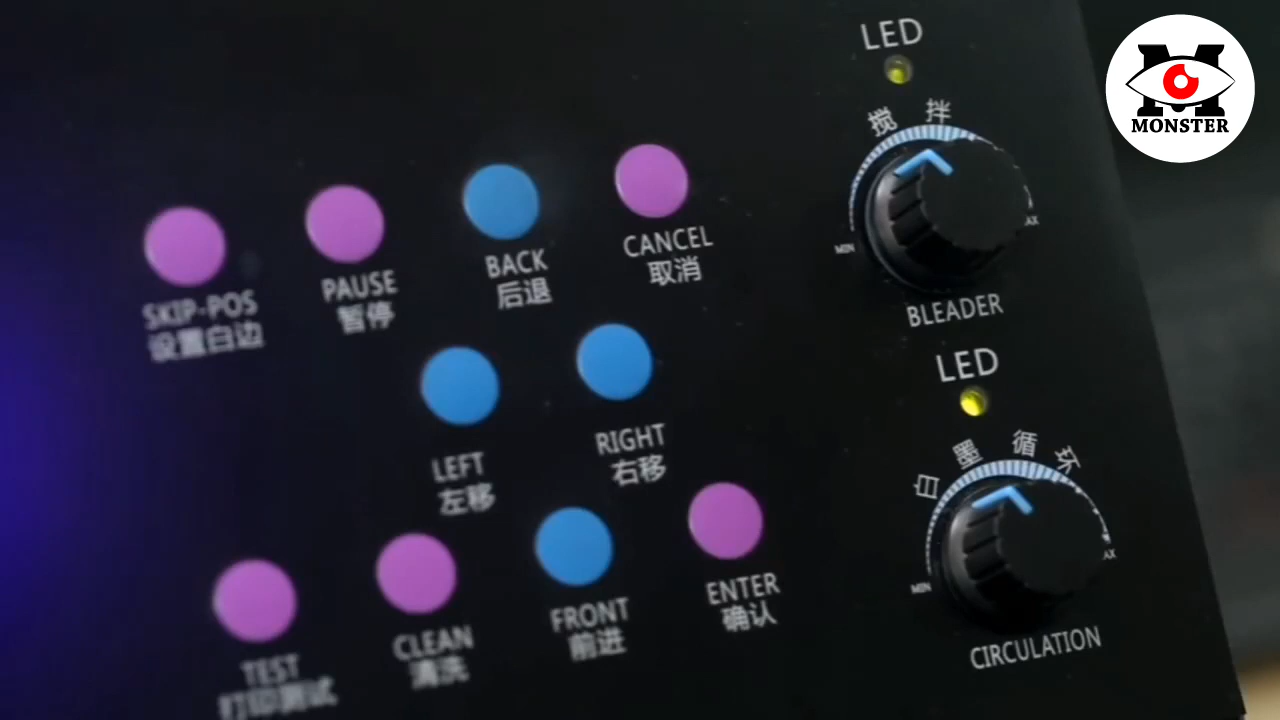 LED
MONSTER
搅拌
MIN
AX
BLEADER
SKIP-POS
设置白边
PAUSE
暂停
BACK
后退
CANCEL
取消
LEFT
左移
RIGHT
右移
LED
白墨循环
MIN
AX
CIRCULATION
TEST
打印测试
CLEAN
清洗
FRONT
前进
ENTER
确认